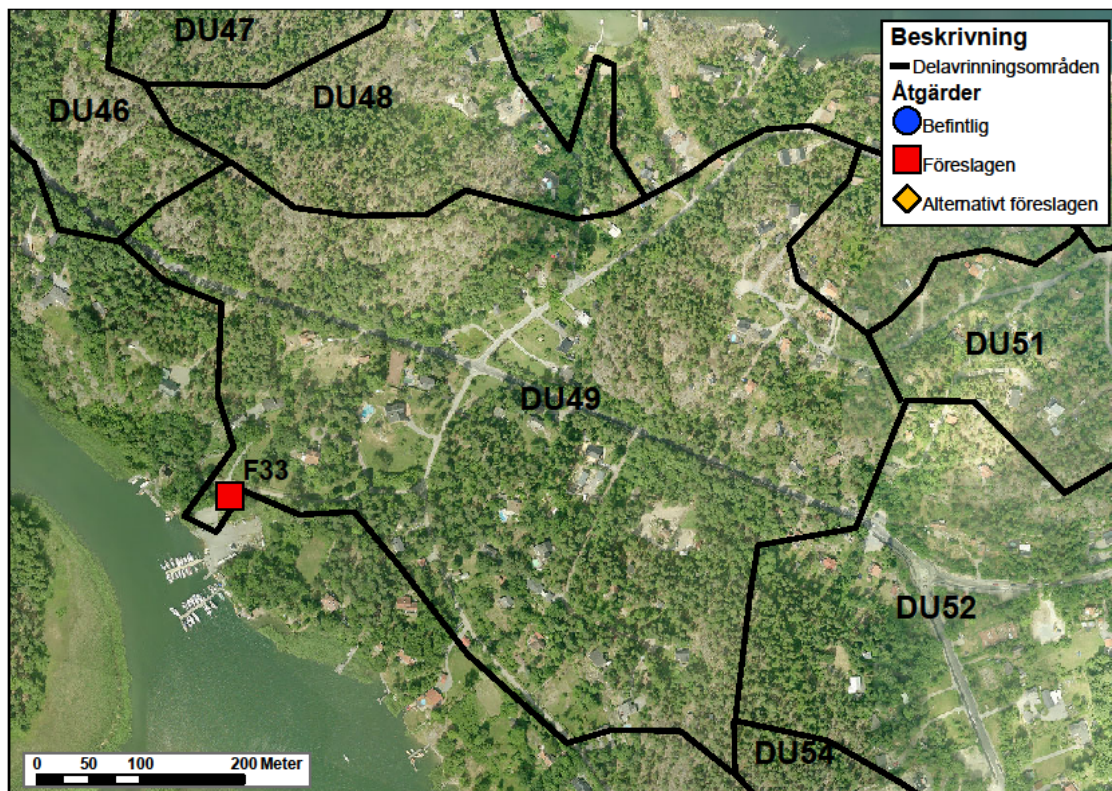 DU47
DU46
DU48
Beskrivning
Delavrinningsområden
Åtgärder
Befintlig
Föreslagen
Alternativt föreslagen
DU51
DU49
F33
DU52
DU54
0 50 100 200 Meter